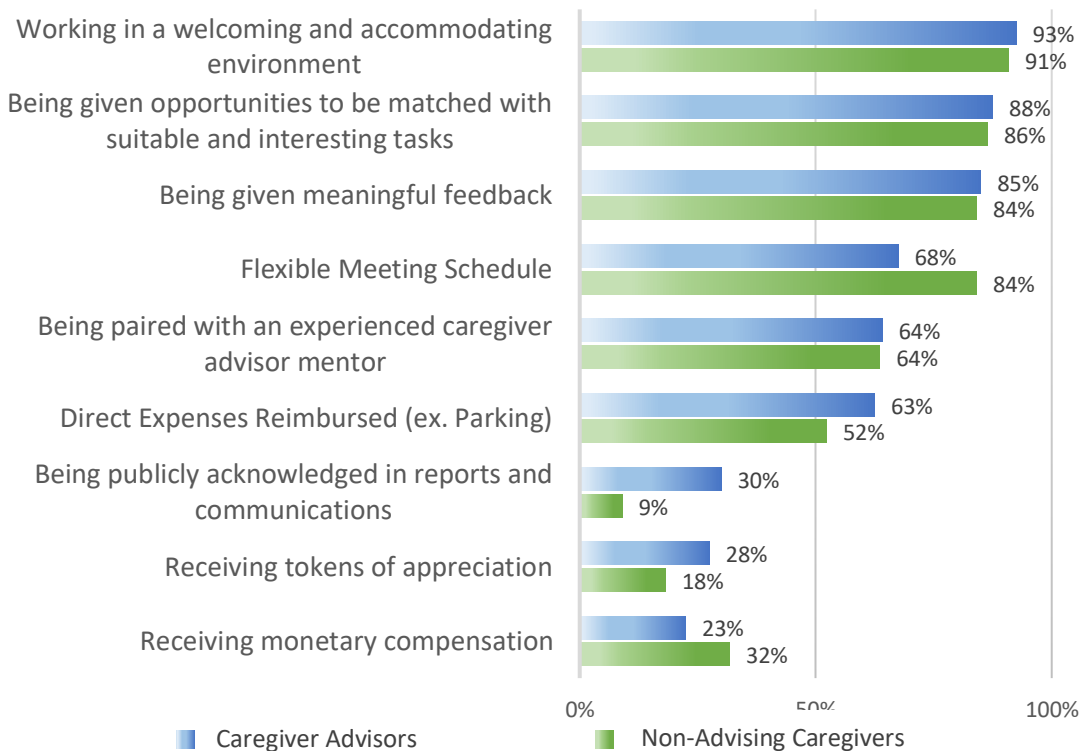 Working in a welcoming and accommodating
environment
93%
91%
Being given opportunities to be matched with
suitable and interesting tasks
88%
86%
Being given meaningful feedback
85%
84%
Flexible Meeting Schedule
68%
84%
Being paired with an experienced caregiver
advisor mentor
64%
64%
Direct Expenses Reimbursed (ex. Parking)
63%
52%
Being publicly acknowledged in reports and
communications
30%
9%
Receiving tokens of appreciation
28%
18%
Receiving monetary compensation
23%
32%
0%
50%
100%
Caregiver Advisors
Non-Advising Caregivers